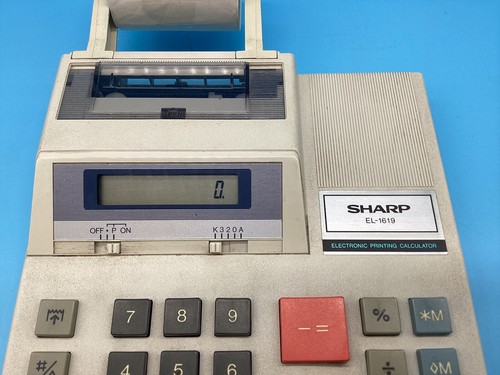 0.
SHARP
EL-1619
OFF · P ON
K 3 2 0 A
ELECTRONIC PRINTING CALCULATOR
7 8 9 − = % ∗M
#/ 4 5 6 ÷ ◊M